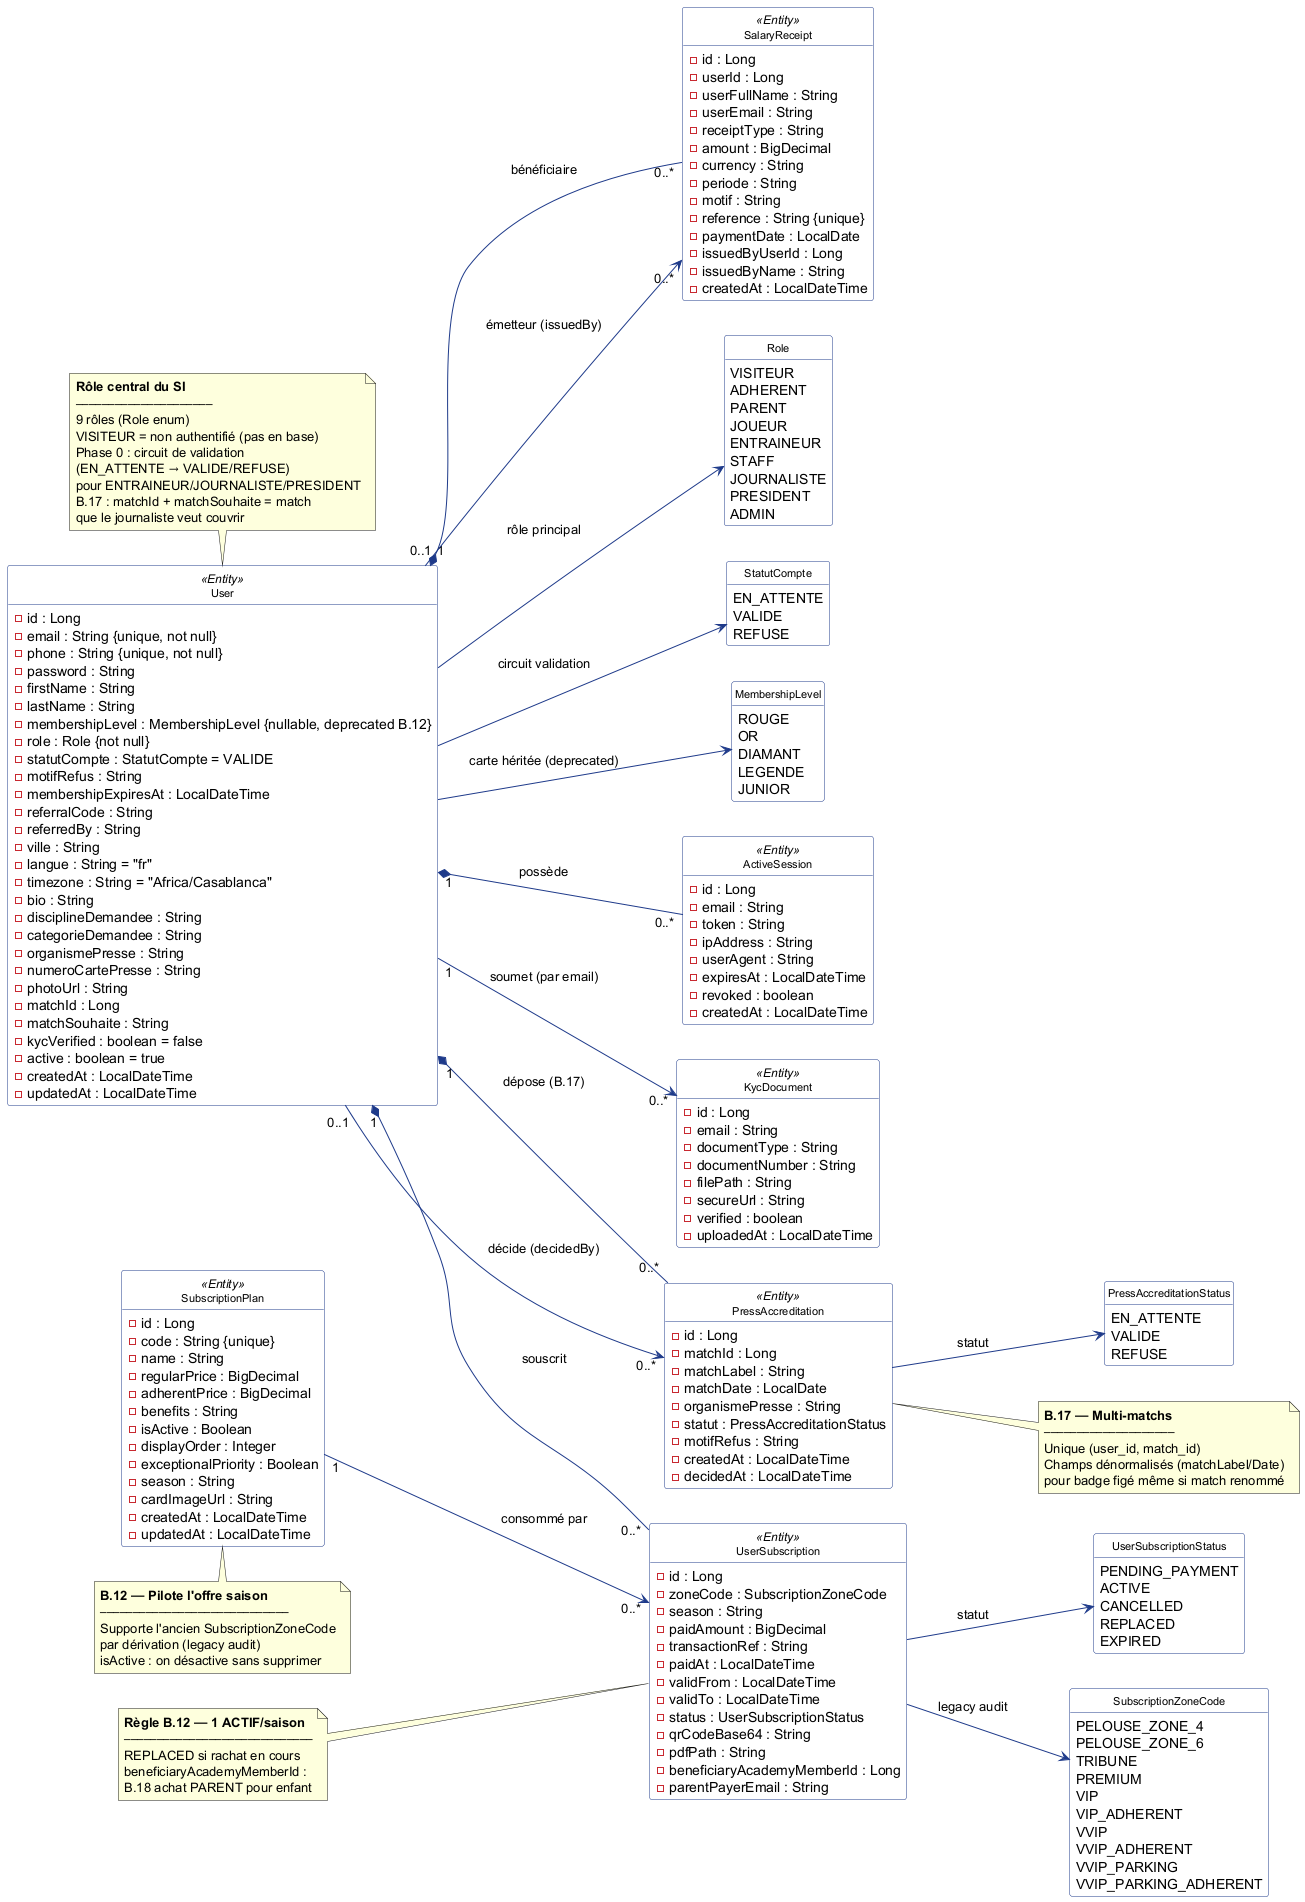 «Entity»
SalaryReceipt
id : Long
userId : Long
userFullName : String
userEmail : String
receiptType : String
amount : BigDecimal
currency : String
periode : String
motif : String
reference : String {unique}
paymentDate : LocalDate
issuedByUserId : Long
issuedByName : String
createdAt : LocalDateTime
bénéficiaire
0..*
émetteur (issuedBy)
0..*
Role
VISITEUR
ADHERENT
PARENT
JOUEUR
ENTRAINEUR
STAFF
JOURNALISTE
PRESIDENT
ADMIN
rôle principal
Rôle central du SI
9 rôles (Role enum)
VISITEUR = non authentifié (pas en base)
Phase 0 : circuit de validation
(EN_ATTENTE → VALIDE/REFUSE)
pour ENTRAINEUR/JOURNALISTE/PRESIDENT
B.17 : matchId + matchSouhaite = match
que le journaliste veut couvrir
0..1
1
«Entity»
User
id : Long
email : String {unique, not null}
phone : String {unique, not null}
password : String
firstName : String
lastName : String
membershipLevel : MembershipLevel {nullable, deprecated B.12}
role : Role {not null}
statutCompte : StatutCompte = VALIDE
motifRefus : String
membershipExpiresAt : LocalDateTime
referralCode : String
referredBy : String
ville : String
langue : String = "fr"
timezone : String = "Africa/Casablanca"
bio : String
disciplineDemandee : String
categorieDemandee : String
organismePresse : String
numeroCartePresse : String
photoUrl : String
matchId : Long
matchSouhaite : String
kycVerified : boolean = false
active : boolean = true
createdAt : LocalDateTime
updatedAt : LocalDateTime
StatutCompte
EN_ATTENTE
VALIDE
REFUSE
circuit validation
MembershipLevel
ROUGE
OR
DIAMANT
LEGENDE
JUNIOR
carte héritée (deprecated)
«Entity»
ActiveSession
id : Long
email : String
token : String
ipAddress : String
userAgent : String
expiresAt : LocalDateTime
revoked : boolean
createdAt : LocalDateTime
possède
1
0..*
soumet (par email)
1
0..*
«Entity»
KycDocument
id : Long
email : String
documentType : String
documentNumber : String
filePath : String
secureUrl : String
verified : boolean
uploadedAt : LocalDateTime
dépose (B.17)
1
0..*
0..1
décide (decidedBy)
0..*
1
souscrit
0..*
«Entity»
PressAccreditation
id : Long
matchId : Long
matchLabel : String
matchDate : LocalDate
organismePresse : String
statut : PressAccreditationStatus
motifRefus : String
createdAt : LocalDateTime
decidedAt : LocalDateTime
statut
PressAccreditationStatus
EN_ATTENTE
VALIDE
REFUSE
B.17 — Multi-matchs
Unique (user_id, match_id)
Champs dénormalisés (matchLabel/Date)
pour badge figé même si match renommé
«Entity»
SubscriptionPlan
id : Long
code : String {unique}
name : String
regularPrice : BigDecimal
adherentPrice : BigDecimal
benefits : String
isActive : Boolean
displayOrder : Integer
exceptionalPriority : Boolean
season : String
cardImageUrl : String
createdAt : LocalDateTime
updatedAt : LocalDateTime
1
consommé par
0..*
B.12 — Pilote l'offre saison
Supporte l'ancien SubscriptionZoneCode
par dérivation (legacy audit)
isActive : on désactive sans supprimer
Règle B.12 — 1 ACTIF/saison
REPLACED si rachat en cours
beneficiaryAcademyMemberId :
B.18 achat PARENT pour enfant
«Entity»
UserSubscription
id : Long
zoneCode : SubscriptionZoneCode
season : String
paidAmount : BigDecimal
transactionRef : String
paidAt : LocalDateTime
validFrom : LocalDateTime
validTo : LocalDateTime
status : UserSubscriptionStatus
qrCodeBase64 : String
pdfPath : String
beneficiaryAcademyMemberId : Long
parentPayerEmail : String
statut
UserSubscriptionStatus
PENDING_PAYMENT
ACTIVE
CANCELLED
REPLACED
EXPIRED
legacy audit
SubscriptionZoneCode
PELOUSE_ZONE_4
PELOUSE_ZONE_6
TRIBUNE
PREMIUM
VIP
VIP_ADHERENT
VVIP
VVIP_ADHERENT
VVIP_PARKING
VVIP_PARKING_ADHERENT